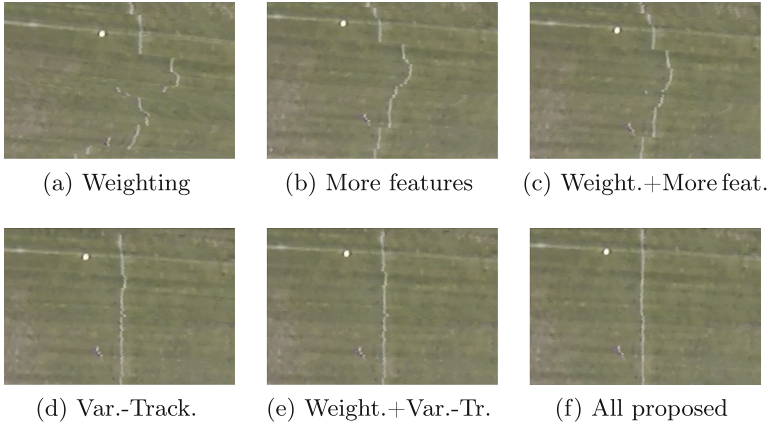 (a) Weighting
(b) More features
(c) Weight.+More feat.
(d) Var.-Track.
(e) Weight.+Var.-Tr.
(f) All proposed